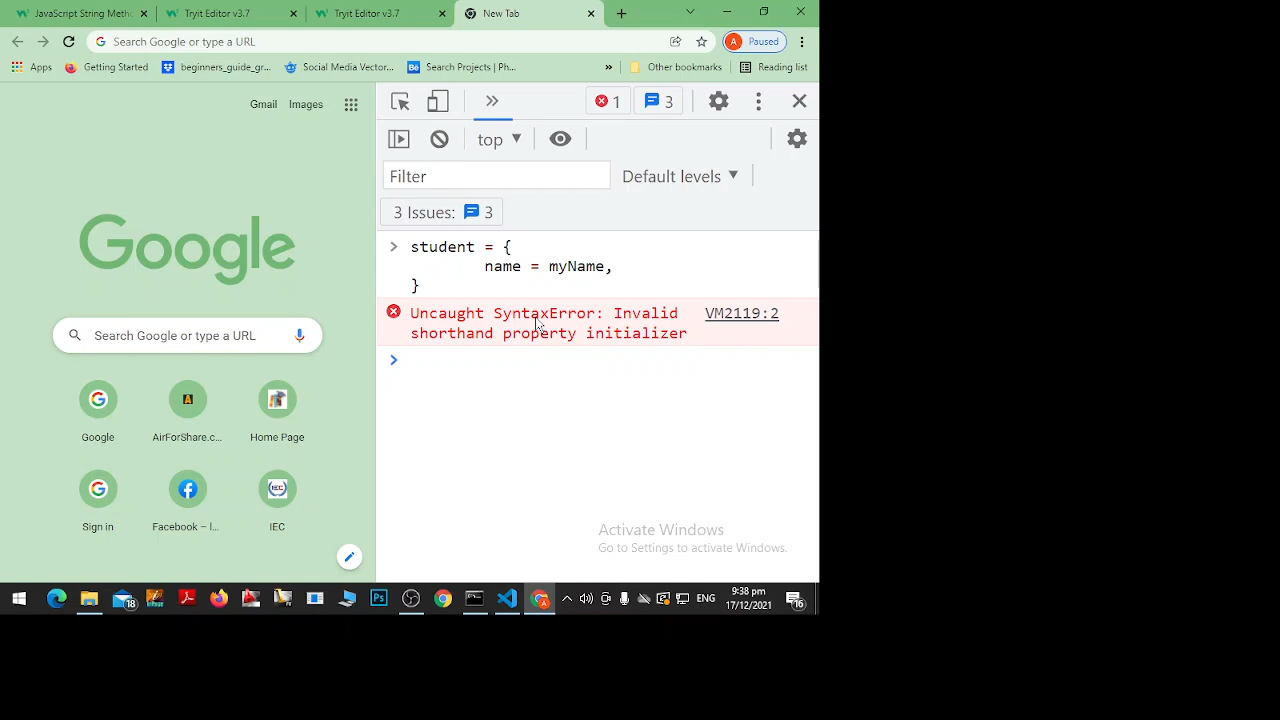 JavaScript String Meth
Tryit Editor v3.7
Tryit Editor v3.7
New Tab
Search Google or type a URL
A
Paused
Apps
Getting Started
beginners_guide_gr...
Social Media Vector...
Search Projects | Ph...
»
Other bookmarks
Reading list
Gmail
Images
1
3
top
Filter
Default levels
3 Issues:
3
> student = {
name = myName,
}
Uncaught SyntaxError: Invalid
shorthand property initializer
VM2119:2
>
Google
Search Google or type a URL
Google
AirForShare.c...
Home Page
Sign in
Facebook – l...
IEC
Activate Windows
Go to Settings to activate Windows.
18
Ps
ENG
9:38 pm
17/12/2021
16